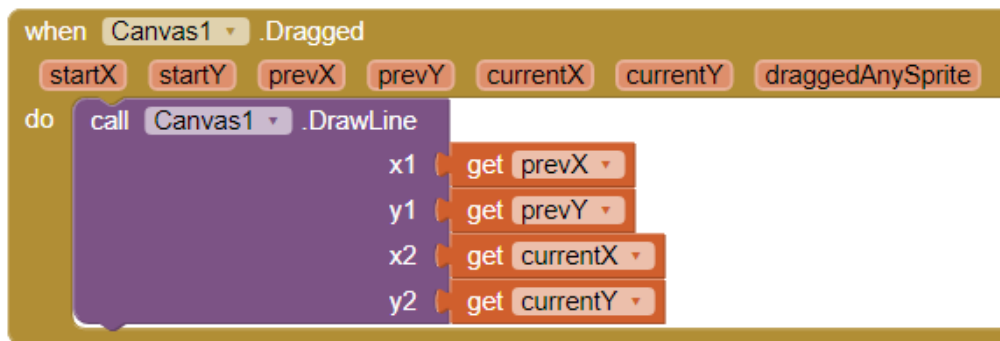 when Canvas1 .Dragged
startX startY prevX prevY currentX currentY draggedAnySprite
do call Canvas1 .DrawLine
x1 get prevX
y1 get prevY
x2 get currentX
y2 get currentY